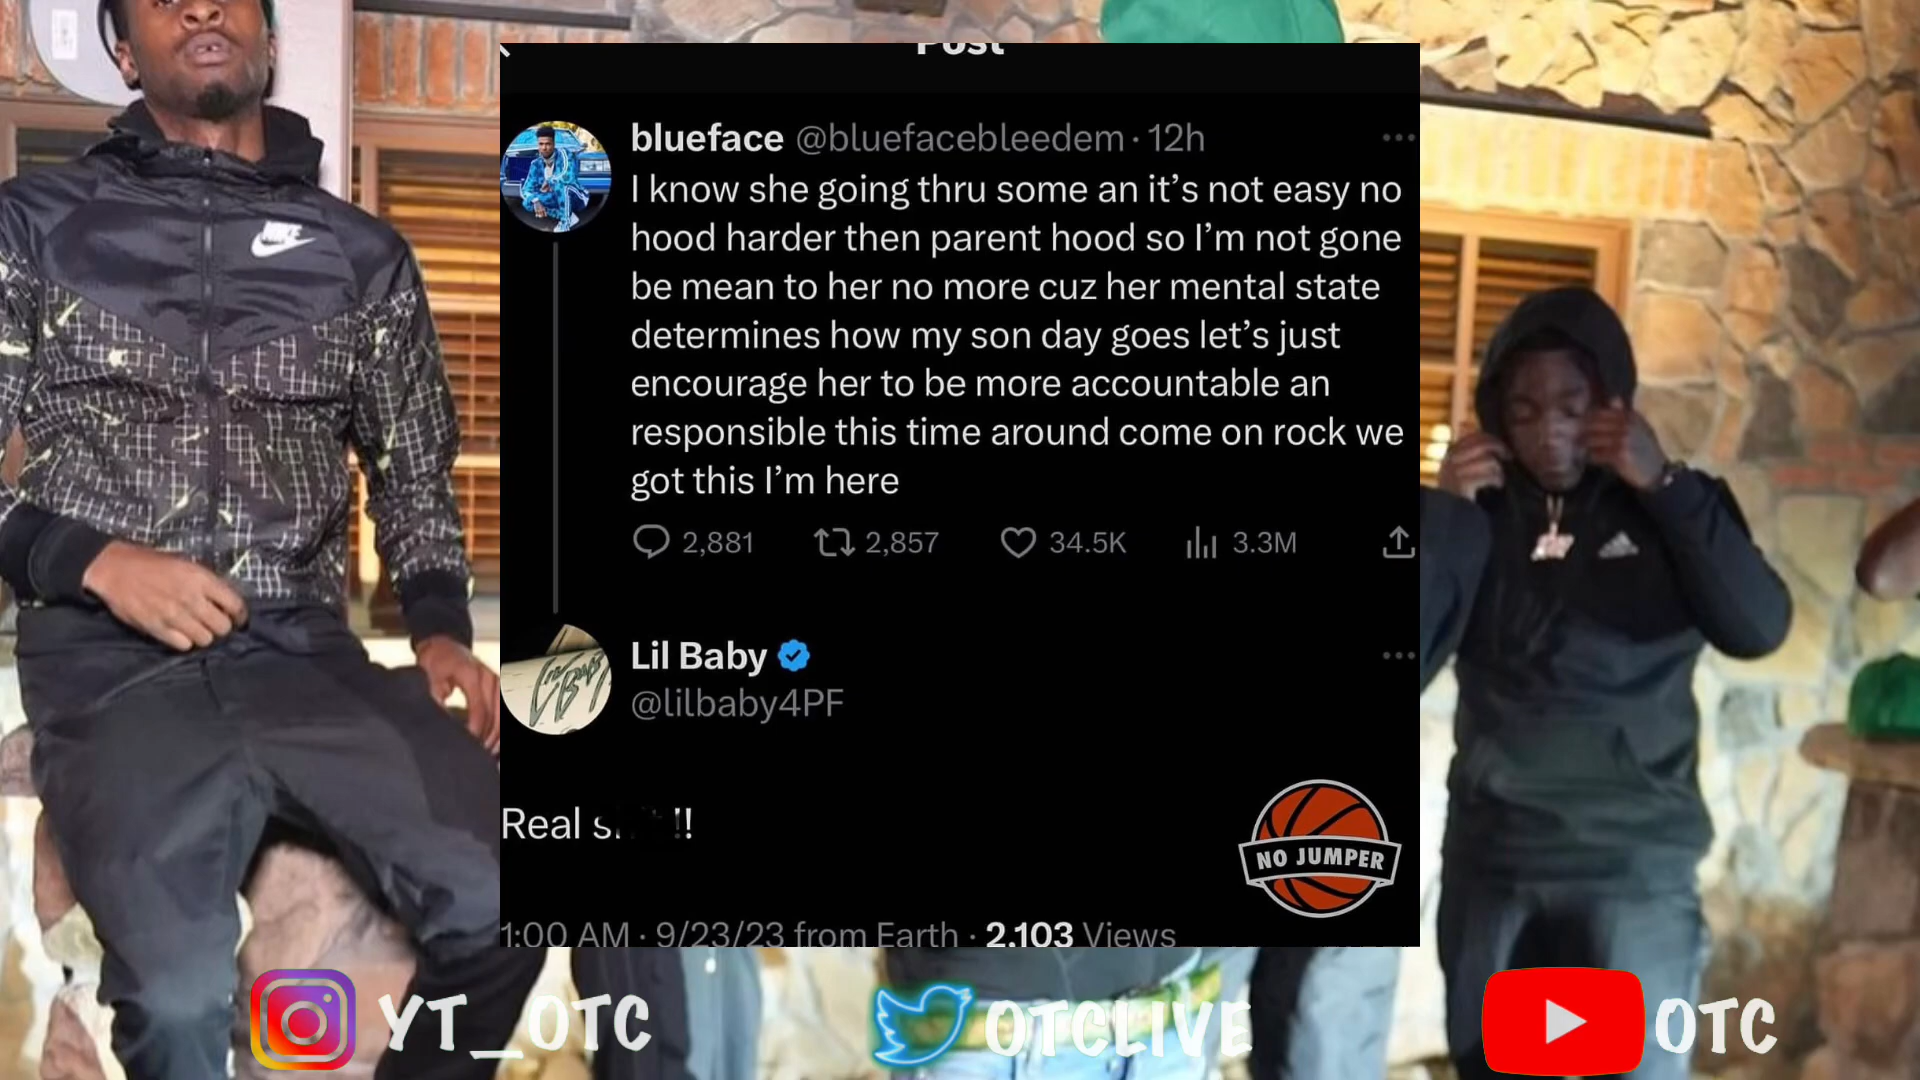 Post
blueface @bluefacebleedem · 12h
I know she going thru some an it’s not easy no
hood harder then parent hood so I’m not gone
be mean to her no more cuz her mental state
determines how my son day goes let’s just
encourage her to be more accountable an
responsible this time around come on rock we
got this I’m here
2,881 2,857 34.5K 3.3M
Lil Baby
@lilbaby4PF
Real !!
NO JUMPER
1:00 AM · 9/23/23 from Earth · 2,103 Views
YT_OTC OTCLIVE OTC
NIKE